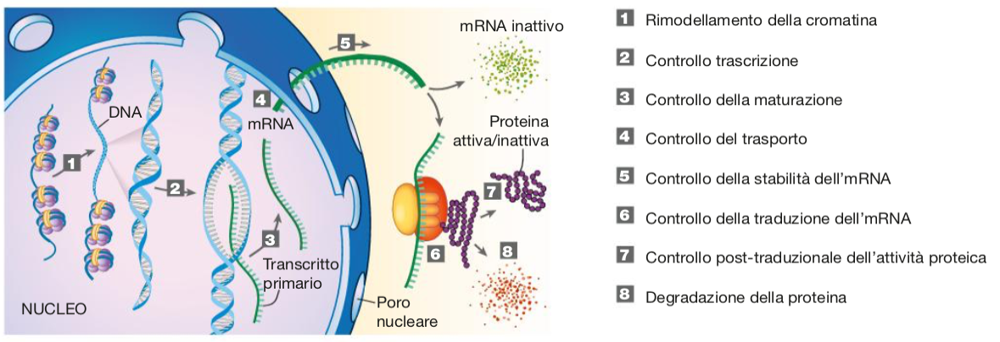 mRNA inattivo
5
4
mRNA
DNA
Proteina
attiva/inattiva
1
2
7
3
6
8
Transcritto
primario
NUCLEO
Poro
nucleare
1 Rimodellamento della cromatina
2 Controllo trascrizione
3 Controllo della maturazione
4 Controllo del trasporto
5 Controllo della stabilità dell'mRNA
6 Controllo della traduzione dell'mRNA
7 Controllo post-traduzionale dell'attività proteica
8 Degradazione della proteina